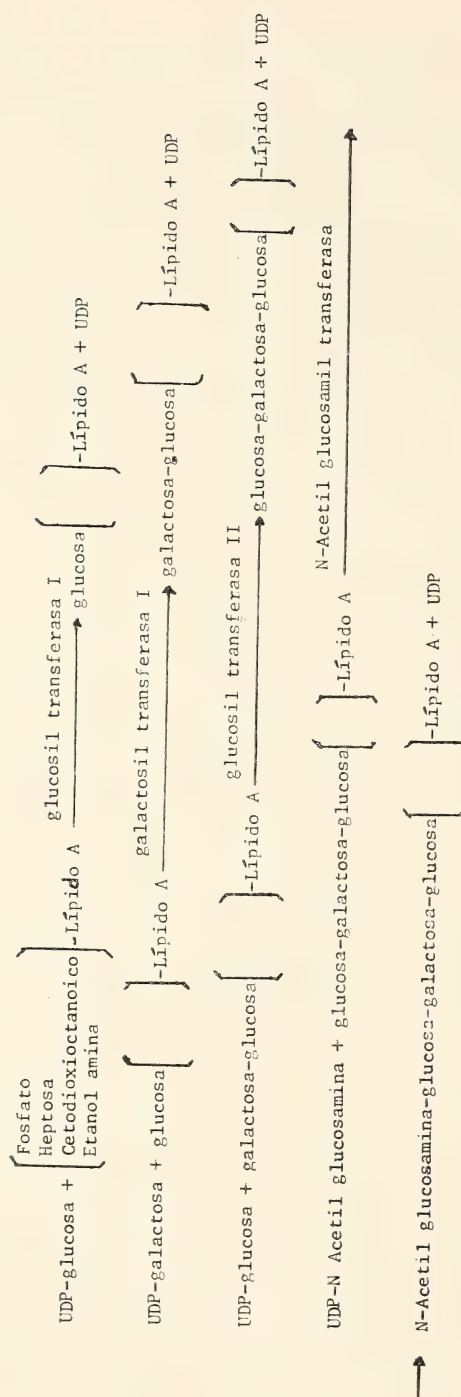 Fosfato
Heptosa
UDP-glucosa + Cetodioxioctanoico -Lípido A glucosil transferasa I glucosa -Lípido A + UDP
Etanol amina
UDP-galactosa + glucosa -Lípido A galactosil transferasa I galactosa-glucosa -Lípido A + UDP
UDP-glucosa + galactosa-glucosa -Lípido A glucosil transferasa II glucosa-galactosa-glucosa -Lípido A + UDP
UDP-N Acetil glucosamina + glucosa-galactosa-glucosa -Lípido A N-Acetil glucosamil transferasa
N-Acetil glucosamina-glucosa-galactosa-glucosa -Lípido A + UDP